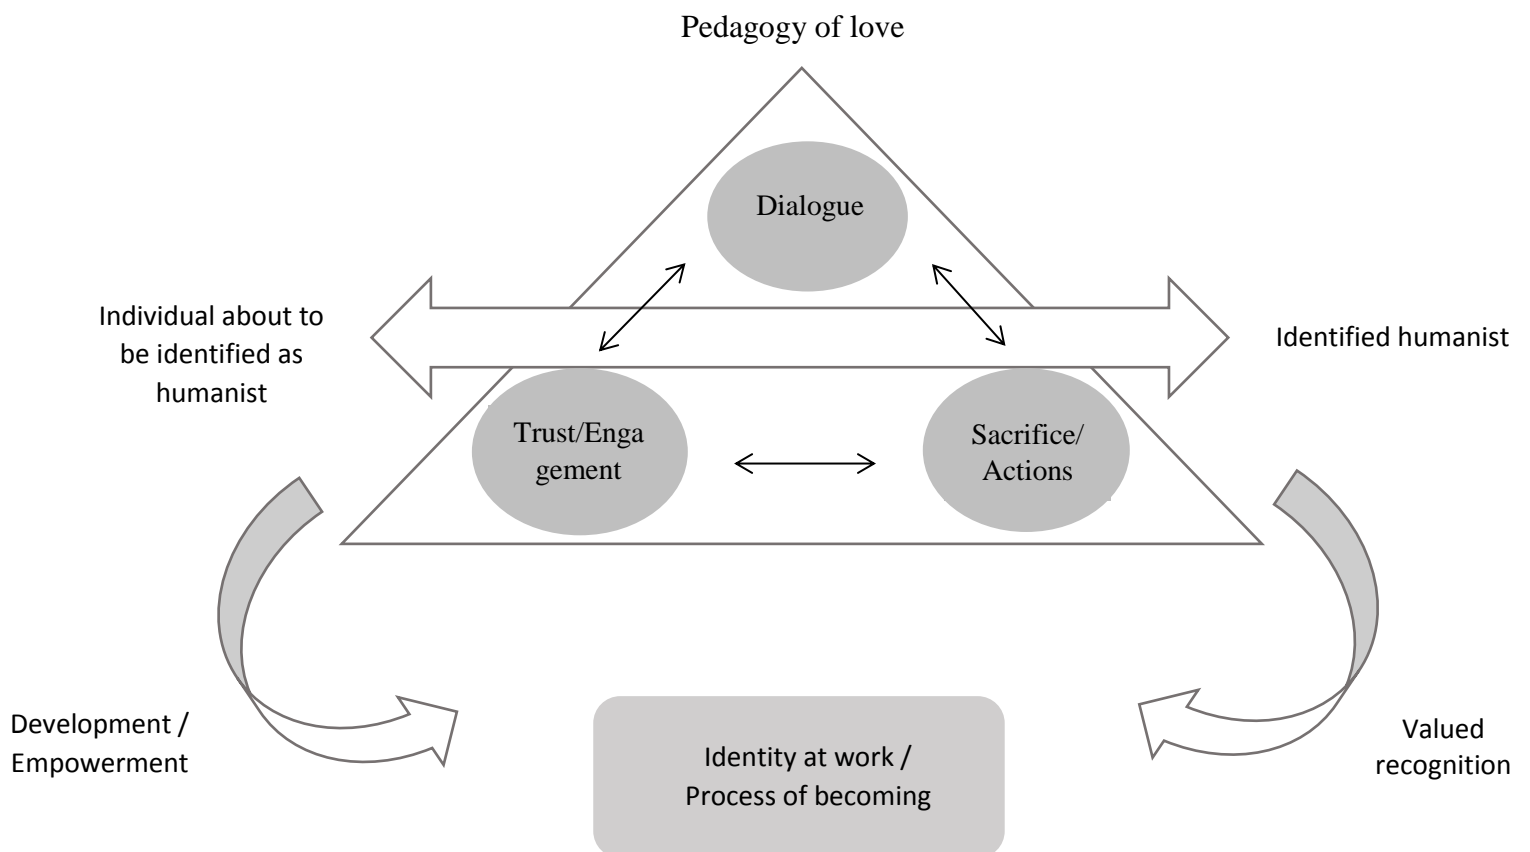 Pedagogy of love
Dialogue
Individual about to
be identified as
humanist
Identified humanist
Trust/Enga
gement
Sacrifice/
Actions
Development /
Empowerment
Identity at work /
Process of becoming
Valued
recognition